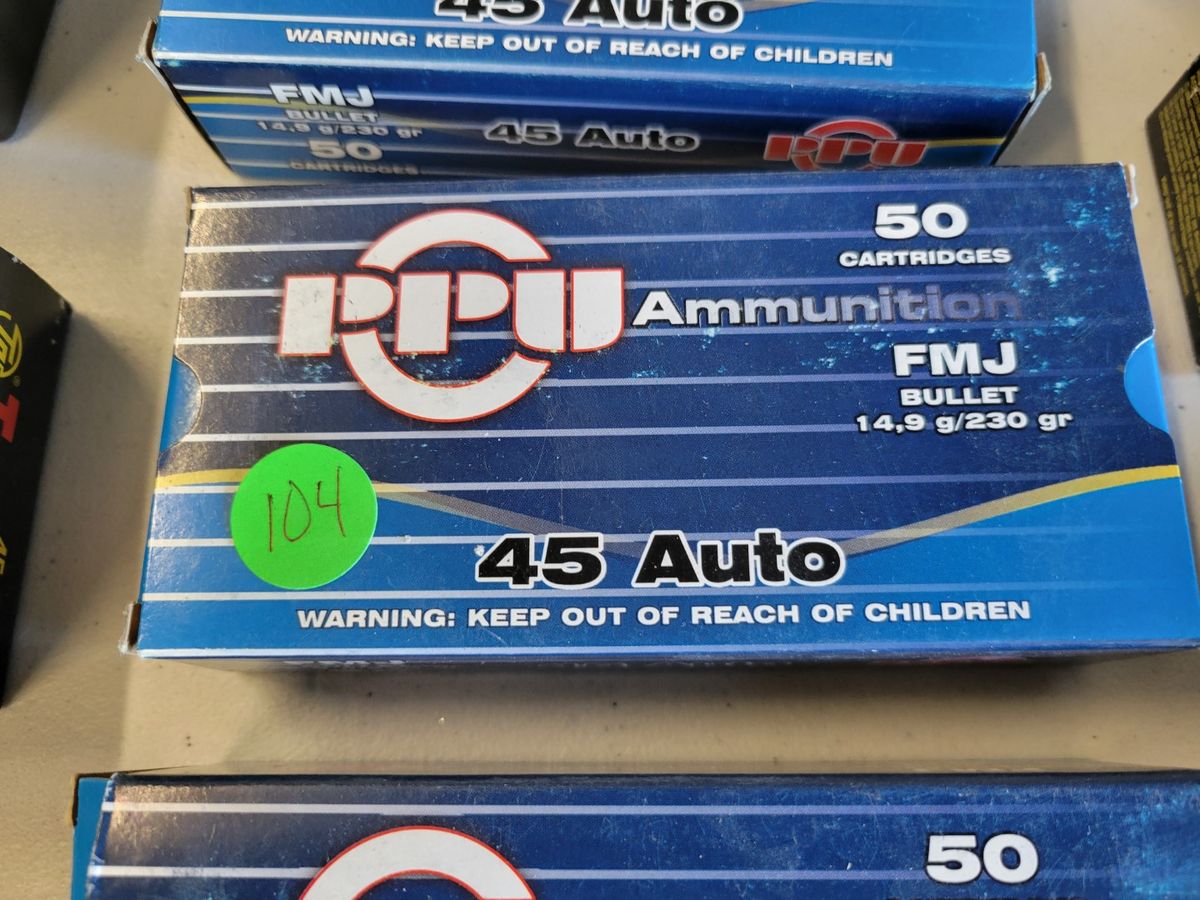 45 Auto
WARNING: KEEP OUT OF REACH OF CHILDREN
FMJ
BULLET
14,9 g/230 gr
50
CARTRIDGES
45 Auto
PPU
50
CARTRIDGES
PPU Ammunition
FMJ
BULLET
14,9 g/230 gr
104
45 Auto
WARNING: KEEP OUT OF REACH OF CHILDREN
50